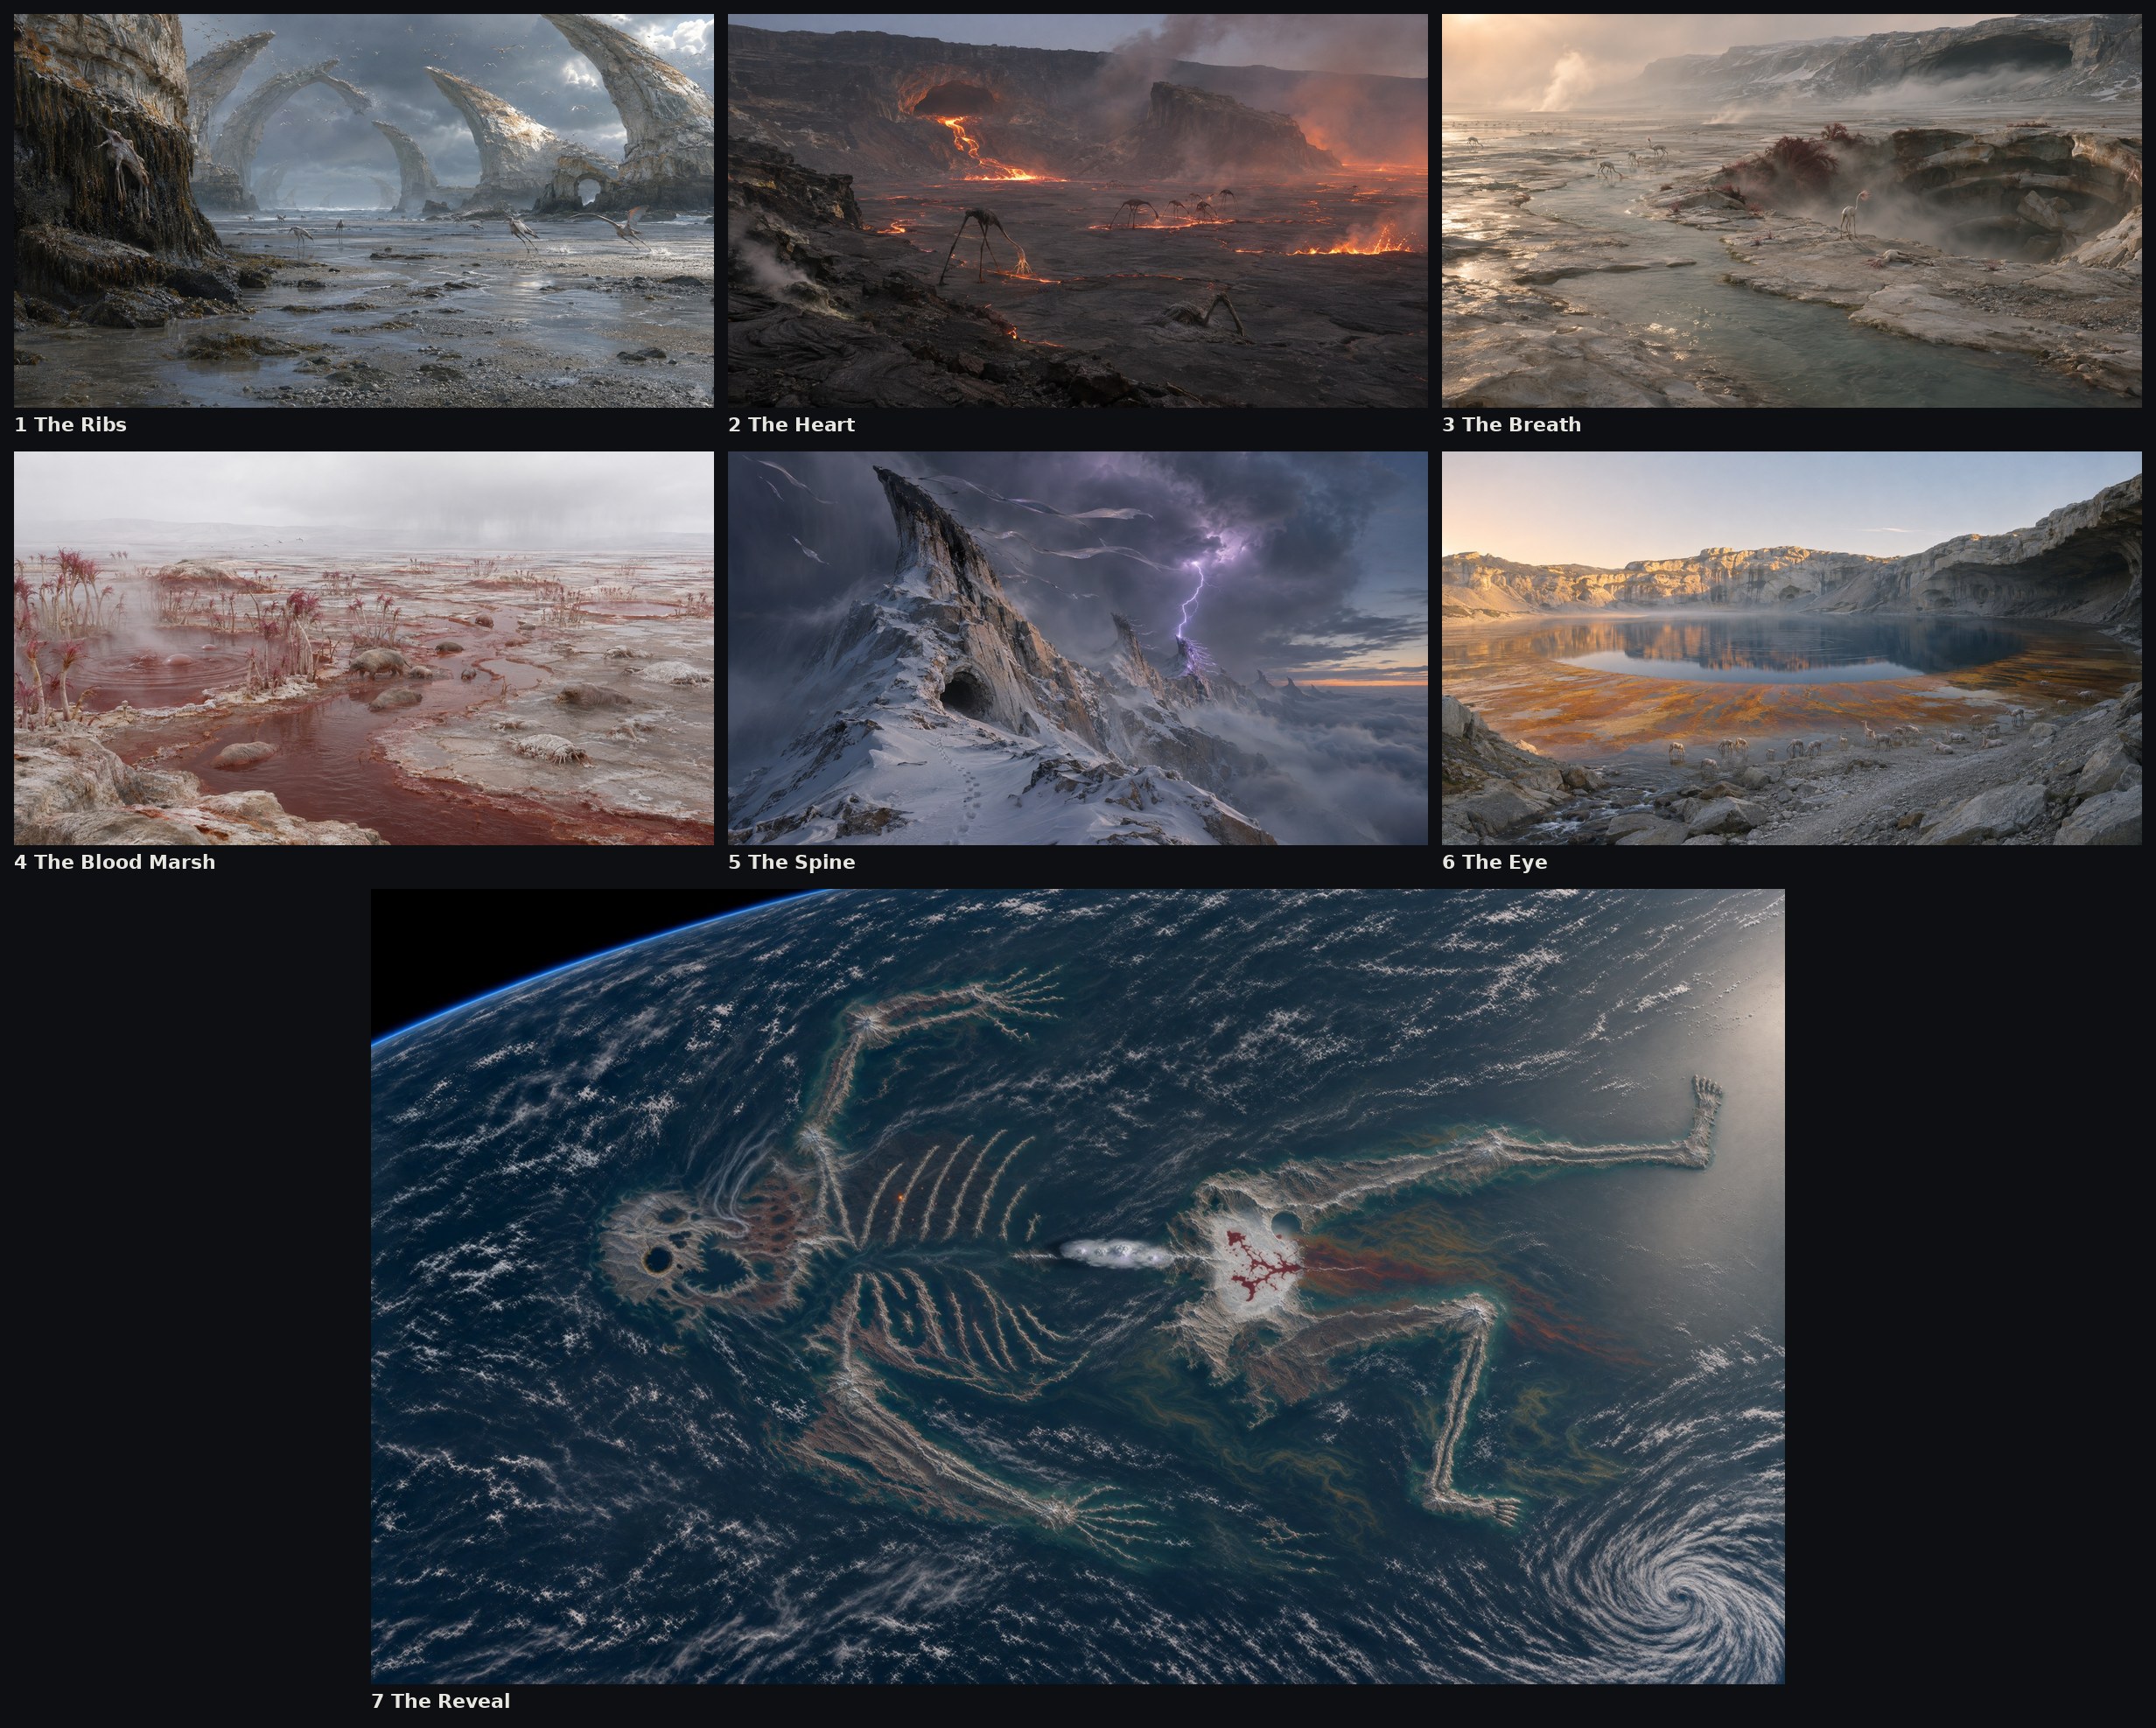 1 The Ribs
2 The Heart
3 The Breath
4 The Blood Marsh
5 The Spine
6 The Eye
7 The Reveal